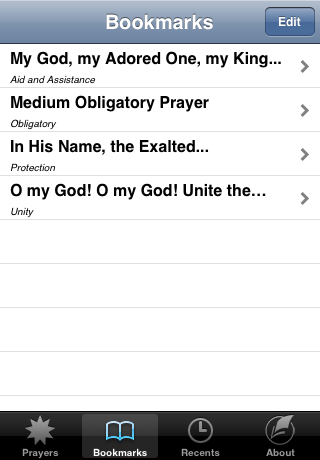 Bookmarks
Edit
My God, my Adored One, my King...
Aid and Assistance
Medium Obligatory Prayer
Obligatory
In His Name, the Exalted...
Protection
O my God! O my God! Unite the...
Unity
Prayers
Bookmarks
Recents
About